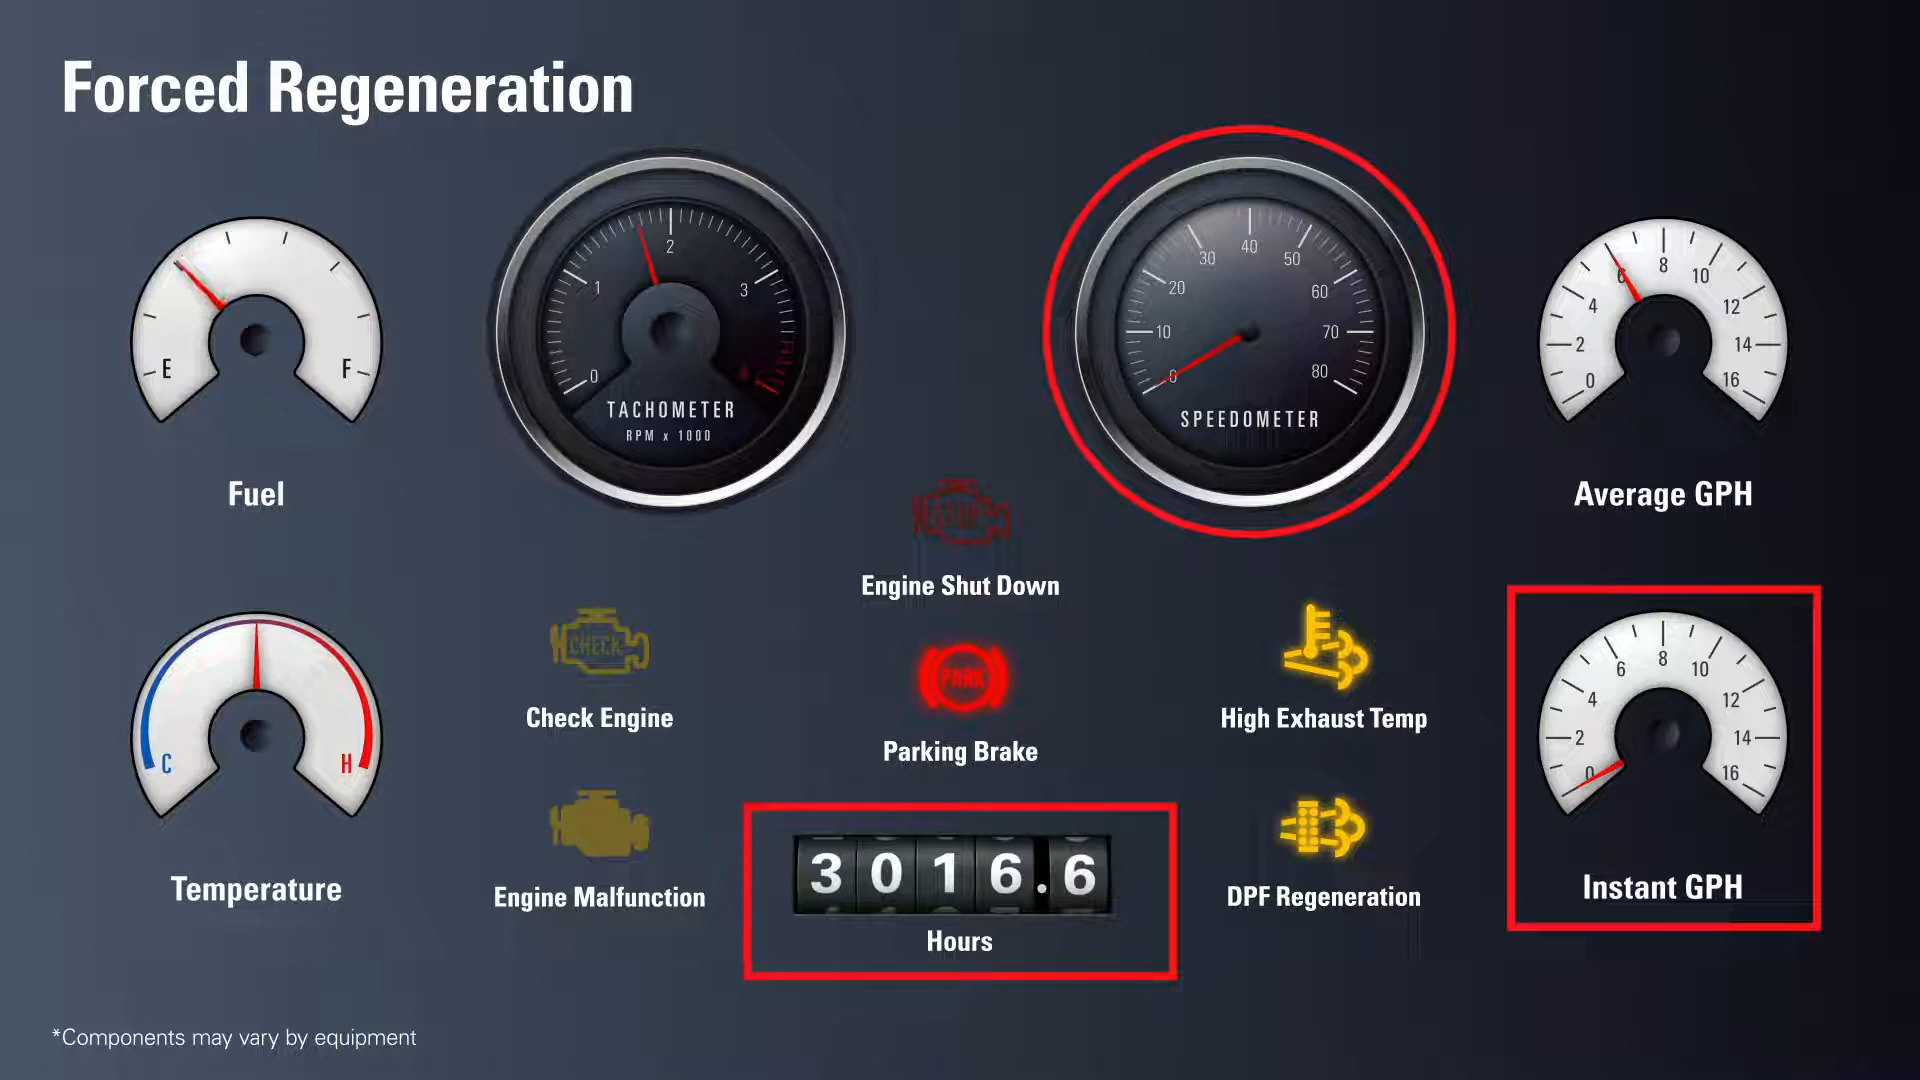 Forced Regeneration
E
F
Fuel
0
1
2
3
TACHOMETER
RPM x 1000
0
10
20
30
40
50
60
70
80
SPEEDOMETER
0
2
4
6
8
10
12
14
16
Average GPH
STOP
Engine Shut Down
C
H
Temperature
CHECK
Check Engine
PARK
Parking Brake
High Exhaust Temp
Engine Malfunction
3016.6
Hours
DPF Regeneration
0
2
4
6
8
10
12
14
16
Instant GPH
*Components may vary by equipment